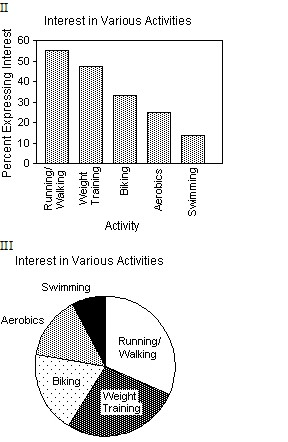 II
Interest in Various Activities
Percent Expressing Interest
60
50
40
30
20
10
0
Running/
Walking
Weight
Training
Biking
Aerobics
Swimming
Activity
III
Interest in Various Activities
Swimming
Aerobics
Running/
Walking
Biking
Weight
Training